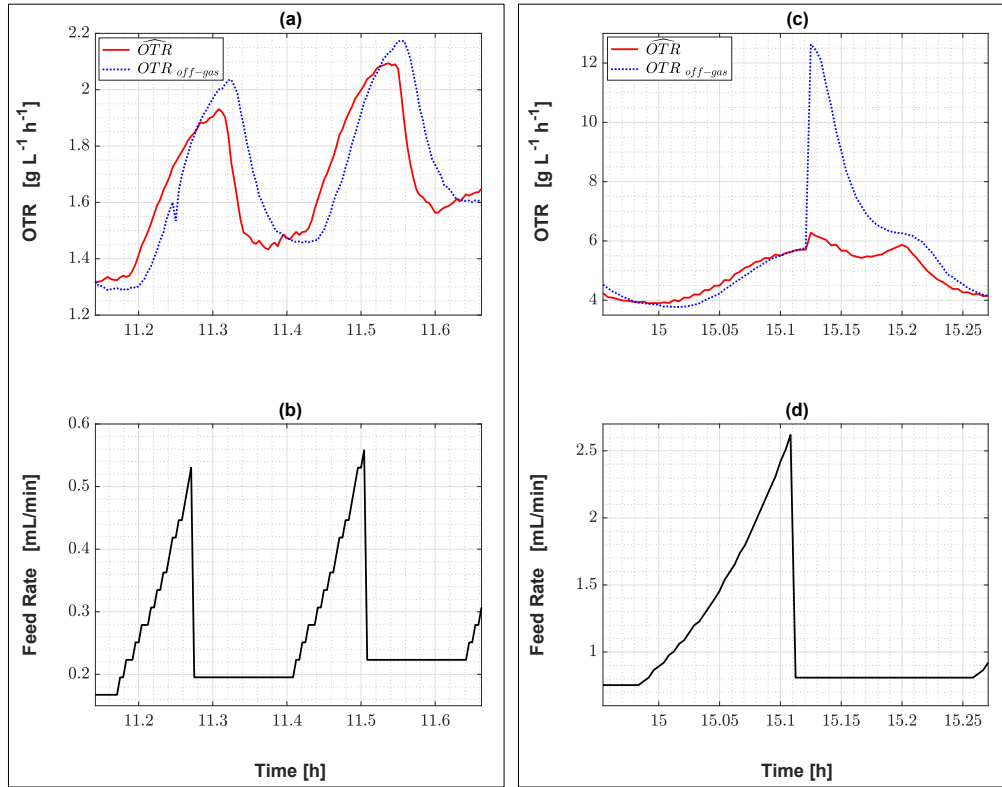 (a)
2.2
2
1.8
1.6
1.4
1.2
OTR [g L⁻¹ h⁻¹]
OTR
OTR off-gas
11.2 11.3 11.4 11.5 11.6
(b)
0.6
0.5
0.4
0.3
0.2
Feed Rate [mL/min]
11.2 11.3 11.4 11.5 11.6
Time [h]
(c)
12
10
8
6
4
OTR [g L⁻¹ h⁻¹]
OTR
OTR off-gas
15 15.05 15.1 15.15 15.2 15.25
(d)
2.5
2
1.5
1
Feed Rate [mL/min]
15 15.05 15.1 15.15 15.2 15.25
Time [h]